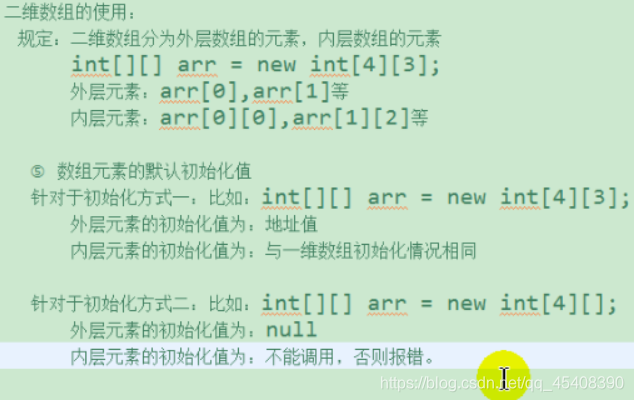 二维数组的使用：
规定：二维数组分为外层数组的元素，内层数组的元素
int[][] arr = new int[4][3];
外层元素：arr[0],arr[1]等
内层元素：arr[0][0],arr[1][2]等
⑤ 数组元素的默认初始化值
针对于初始化方式一：比如：int[][] arr = new int[4][3];
外层元素的初始化值为：地址值
内层元素的初始化值为：与一维数组初始化情况相同
针对于初始化方式二：比如：int[][] arr = new int[4][];
外层元素的初始化值为：null
内层元素的初始化值为：不能调用，否则报错。
https://blog.csdn.net/qq_45408390